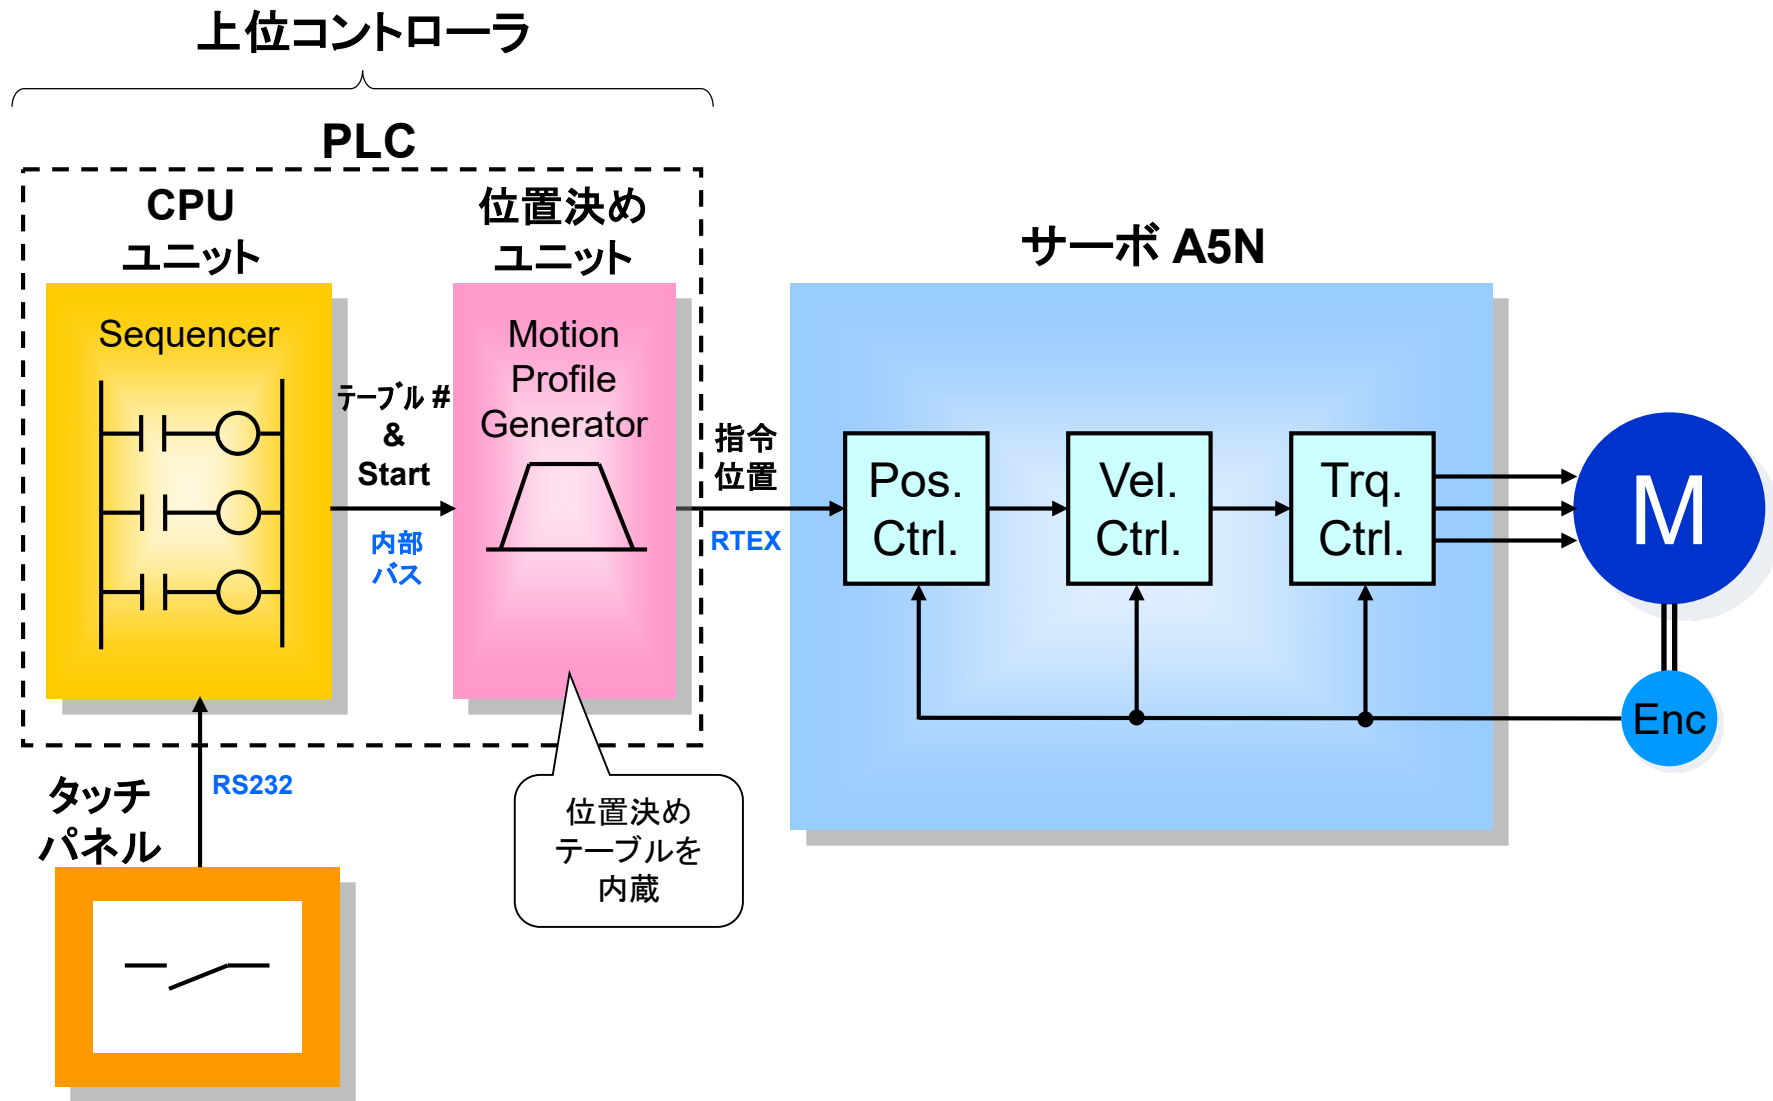 上位コントローラ
PLC
CPU
ユニット
位置決め
ユニット
サーボ A5N
Sequencer
Motion
Profile
Generator
テーブル #
&
Start
内部
バス
指令
位置
RTEX
Pos.
Ctrl.
Vel.
Ctrl.
Trq.
Ctrl.
M
Enc
RS232
タッチ
パネル
位置決め
テーブルを
内蔵